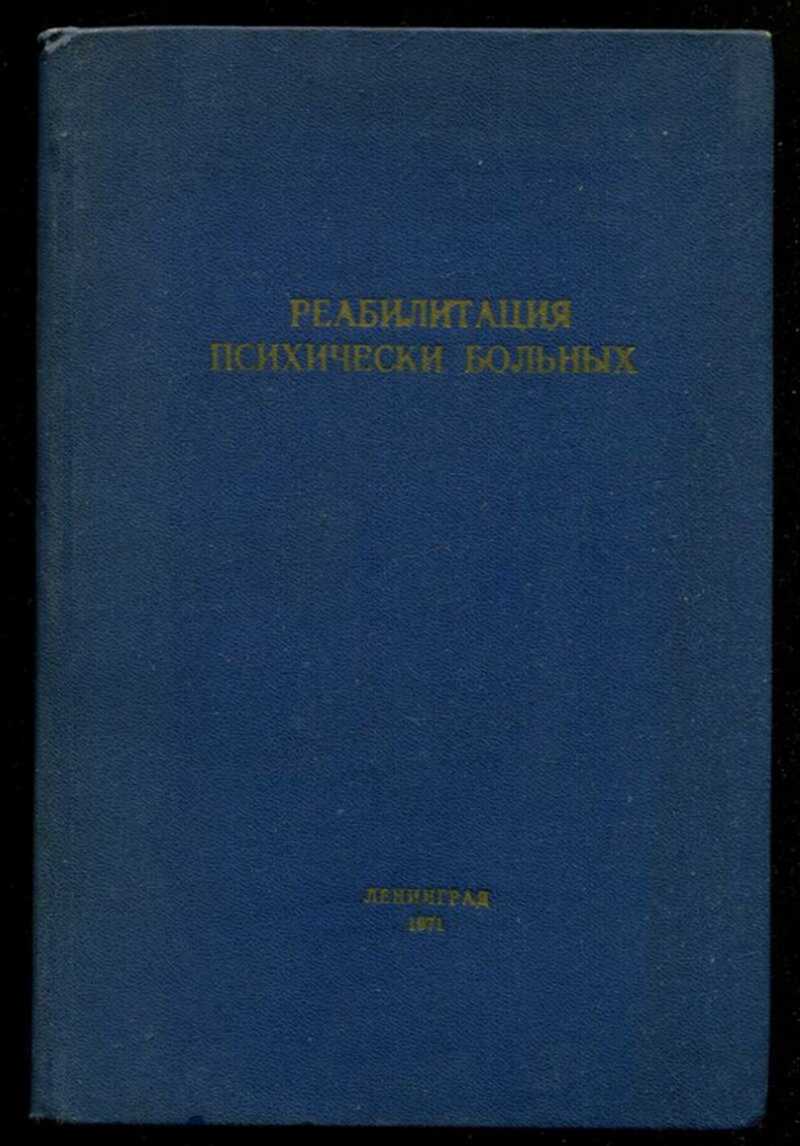 РЕАБИЛИТАЦИЯ
ПСИХИЧЕСКИ БОЛЬНЫХ
ЛЕНИНГРАД
1971